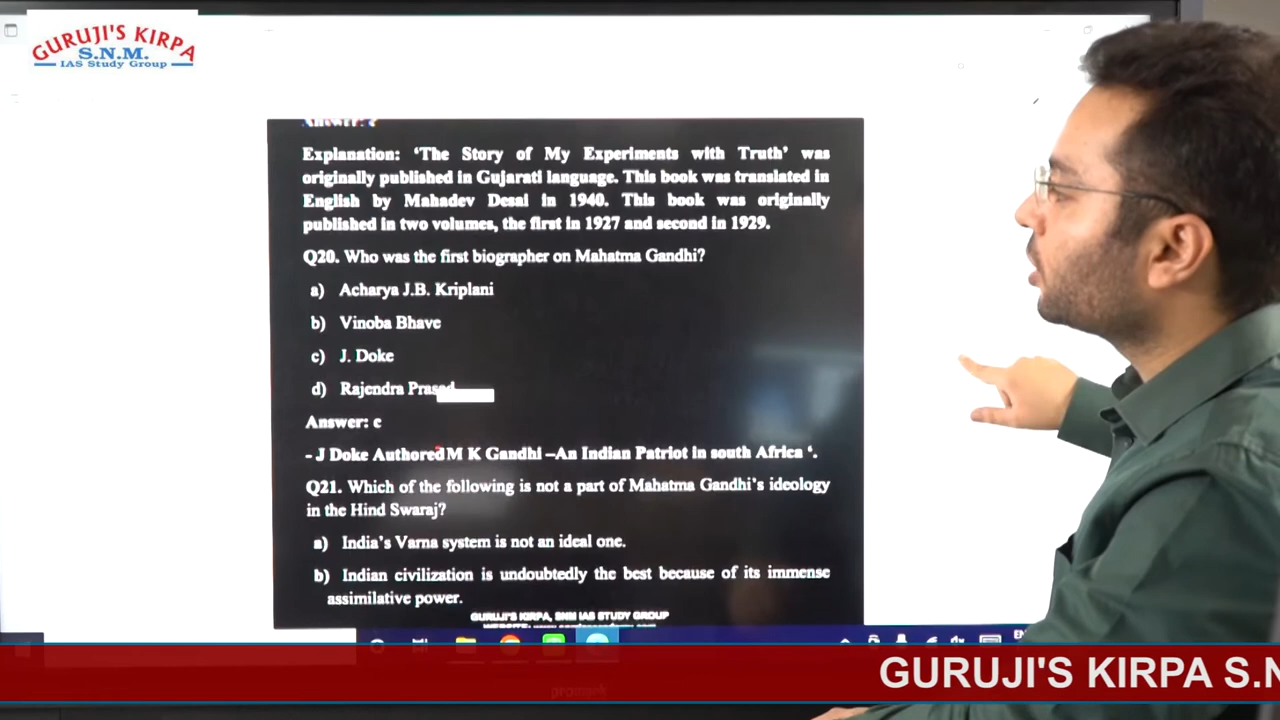 GURUJI'S KIRPA
S.N.M.
IAS Study Group
Answer: c
Explanation: ‘The Story of My Experiments with Truth’ was
originally published in Gujarati language. This book was translated in
English by Mahadev Desai in 1940. This book was originally
published in two volumes, the first in 1927 and second in 1929.
Q20. Who was the first biographer on Mahatma Gandhi?
a) Acharya J.B. Kriplani
b) Vinoba Bhave
c) J. Doke
d) Rajendra Prasad
Answer: c
- J Doke Authored M K Gandhi –An Indian Patriot in south Africa ‘.
Q21. Which of the following is not a part of Mahatma Gandhi’s ideology
in the Hind Swaraj?
a) India’s Varna system is not an ideal one.
b) Indian civilization is undoubtedly the best because of its immense
assimilative power.
GURUJI'S KIRPA, SNM IAS STUDY GROUP
GURUJI'S KIRPA S.N